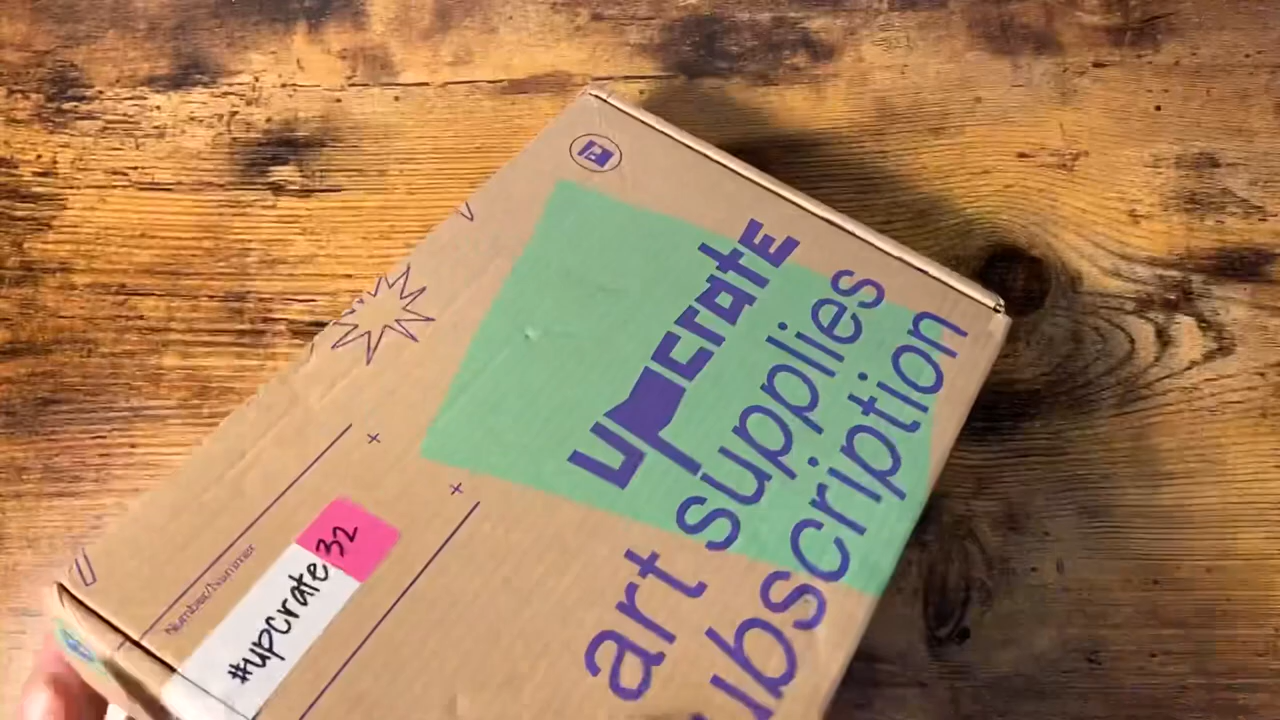 upcrate
art supplies
subscription
Number/Nummer
#upcrate 32